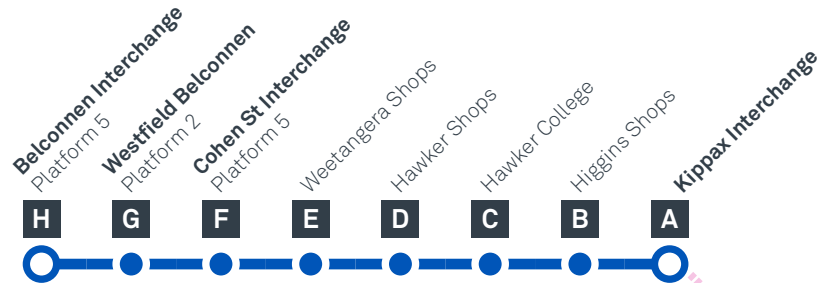 Belconnen Interchange
Platform 5
Westfield Belconnen
Platform 2
Cohen St Interchange
Platform 5
Weetangera Shops
Hawker Shops
Hawker College
Higgins Shops
Kippax Interchange
H G F E D C B A